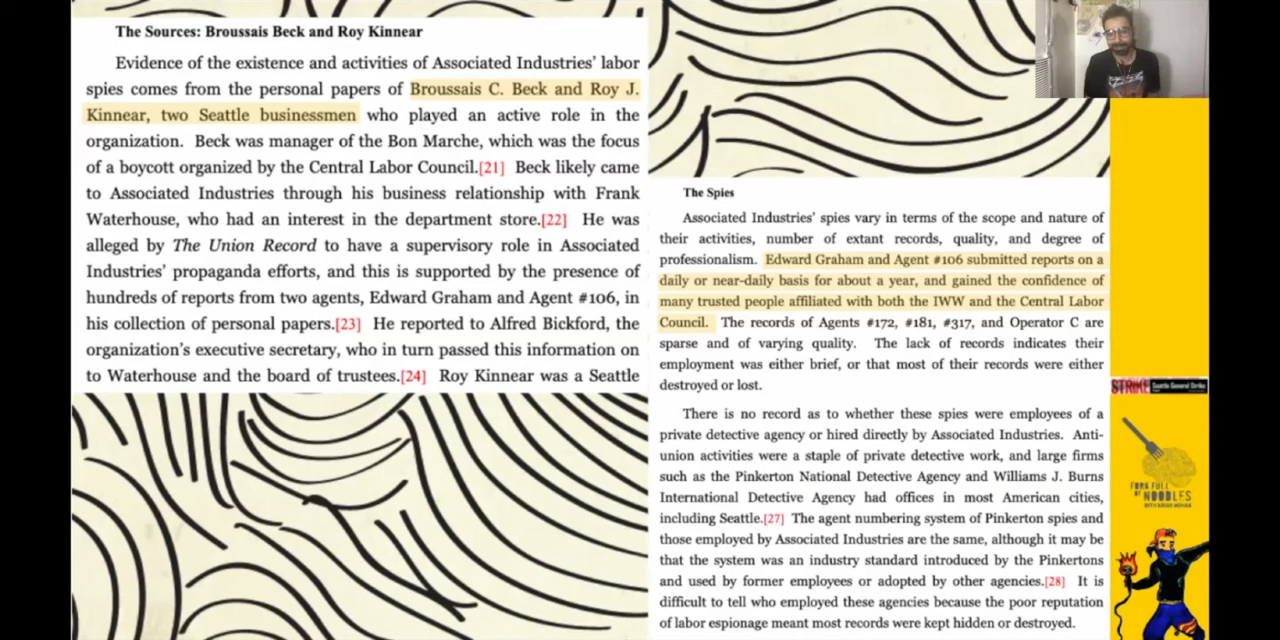 The Sources: Broussais Beck and Roy Kinnear
Evidence of the existence and activities of Associated Industries’ labor
spies comes from the personal papers of Broussais C. Beck and Roy J.
Kinnear, two Seattle businessmen who played an active role in the
organization. Beck was manager of the Bon Marche, which was the focus
of a boycott organized by the Central Labor Council.[21] Beck likely came
to Associated Industries through his business relationship with Frank
Waterhouse, who had an interest in the department store.[22] He was
alleged by The Union Record to have a supervisory role in Associated
Industries’ propaganda efforts, and this is supported by the presence of
hundreds of reports from two agents, Edward Graham and Agent #106, in
his collection of personal papers.[23] He reported to Alfred Bickford, the
organization’s executive secretary, who in turn passed this information on
to Waterhouse and the board of trustees.[24] Roy Kinnear was a Seattle
The Spies
Associated Industries’ spies vary in terms of the scope and nature of
their activities, number of extant records, quality, and degree of
professionalism. Edward Graham and Agent #106 submitted reports on a
daily or near-daily basis for about a year, and gained the confidence of
many trusted people affiliated with both the IWW and the Central Labor
Council. The records of Agents #172, #181, #317, and Operator C are
sparse and of varying quality. The lack of records indicates their
employment was either brief, or that most of their records were either
destroyed or lost.
There is no record as to whether these spies were employees of a
private detective agency or hired directly by Associated Industries. Anti-
union activities were a staple of private detective work, and large firms
such as the Pinkerton National Detective Agency and Williams J. Burns
International Detective Agency had offices in most American cities,
including Seattle.[27] The agent numbering system of Pinkerton spies and
those employed by Associated Industries are the same, although it may be
that the system was an industry standard introduced by the Pinkertons
and used by former employees or adopted by other agencies.[28] It is
difficult to tell who employed these agencies because the poor reputation
of labor espionage meant most records were kept hidden or destroyed.
STRIKE Seattle General Strike
FORK FULL
OF NOODLES